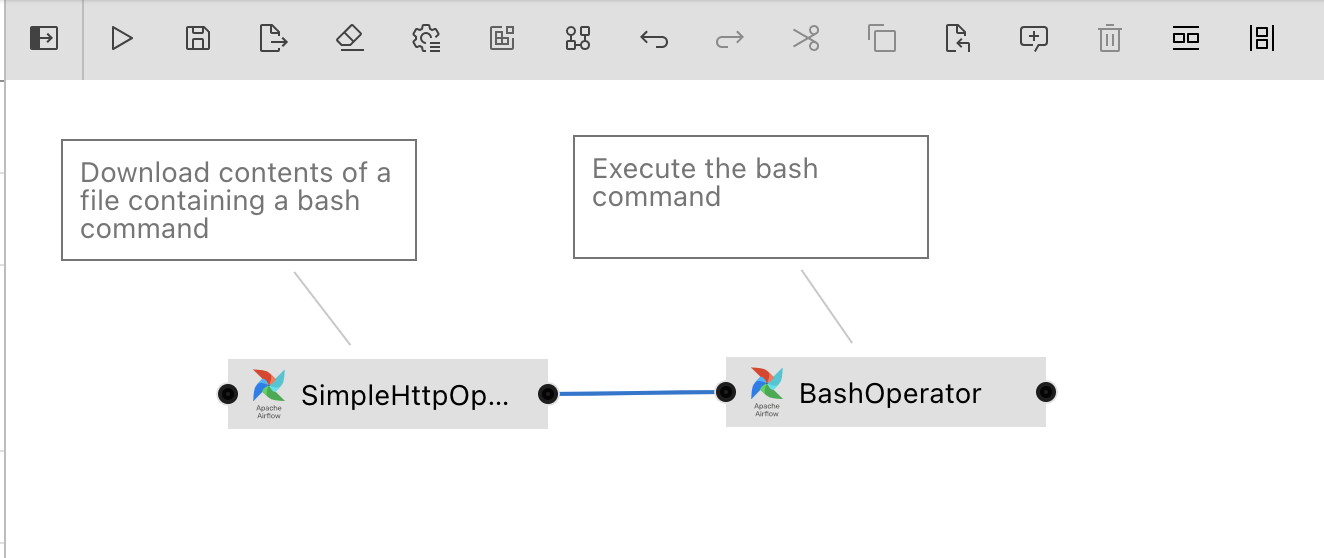 Download contents of a
file containing a bash
command
Execute the bash
command
Apache
Airflow
SimpleHttpOp...
Apache
Airflow
BashOperator